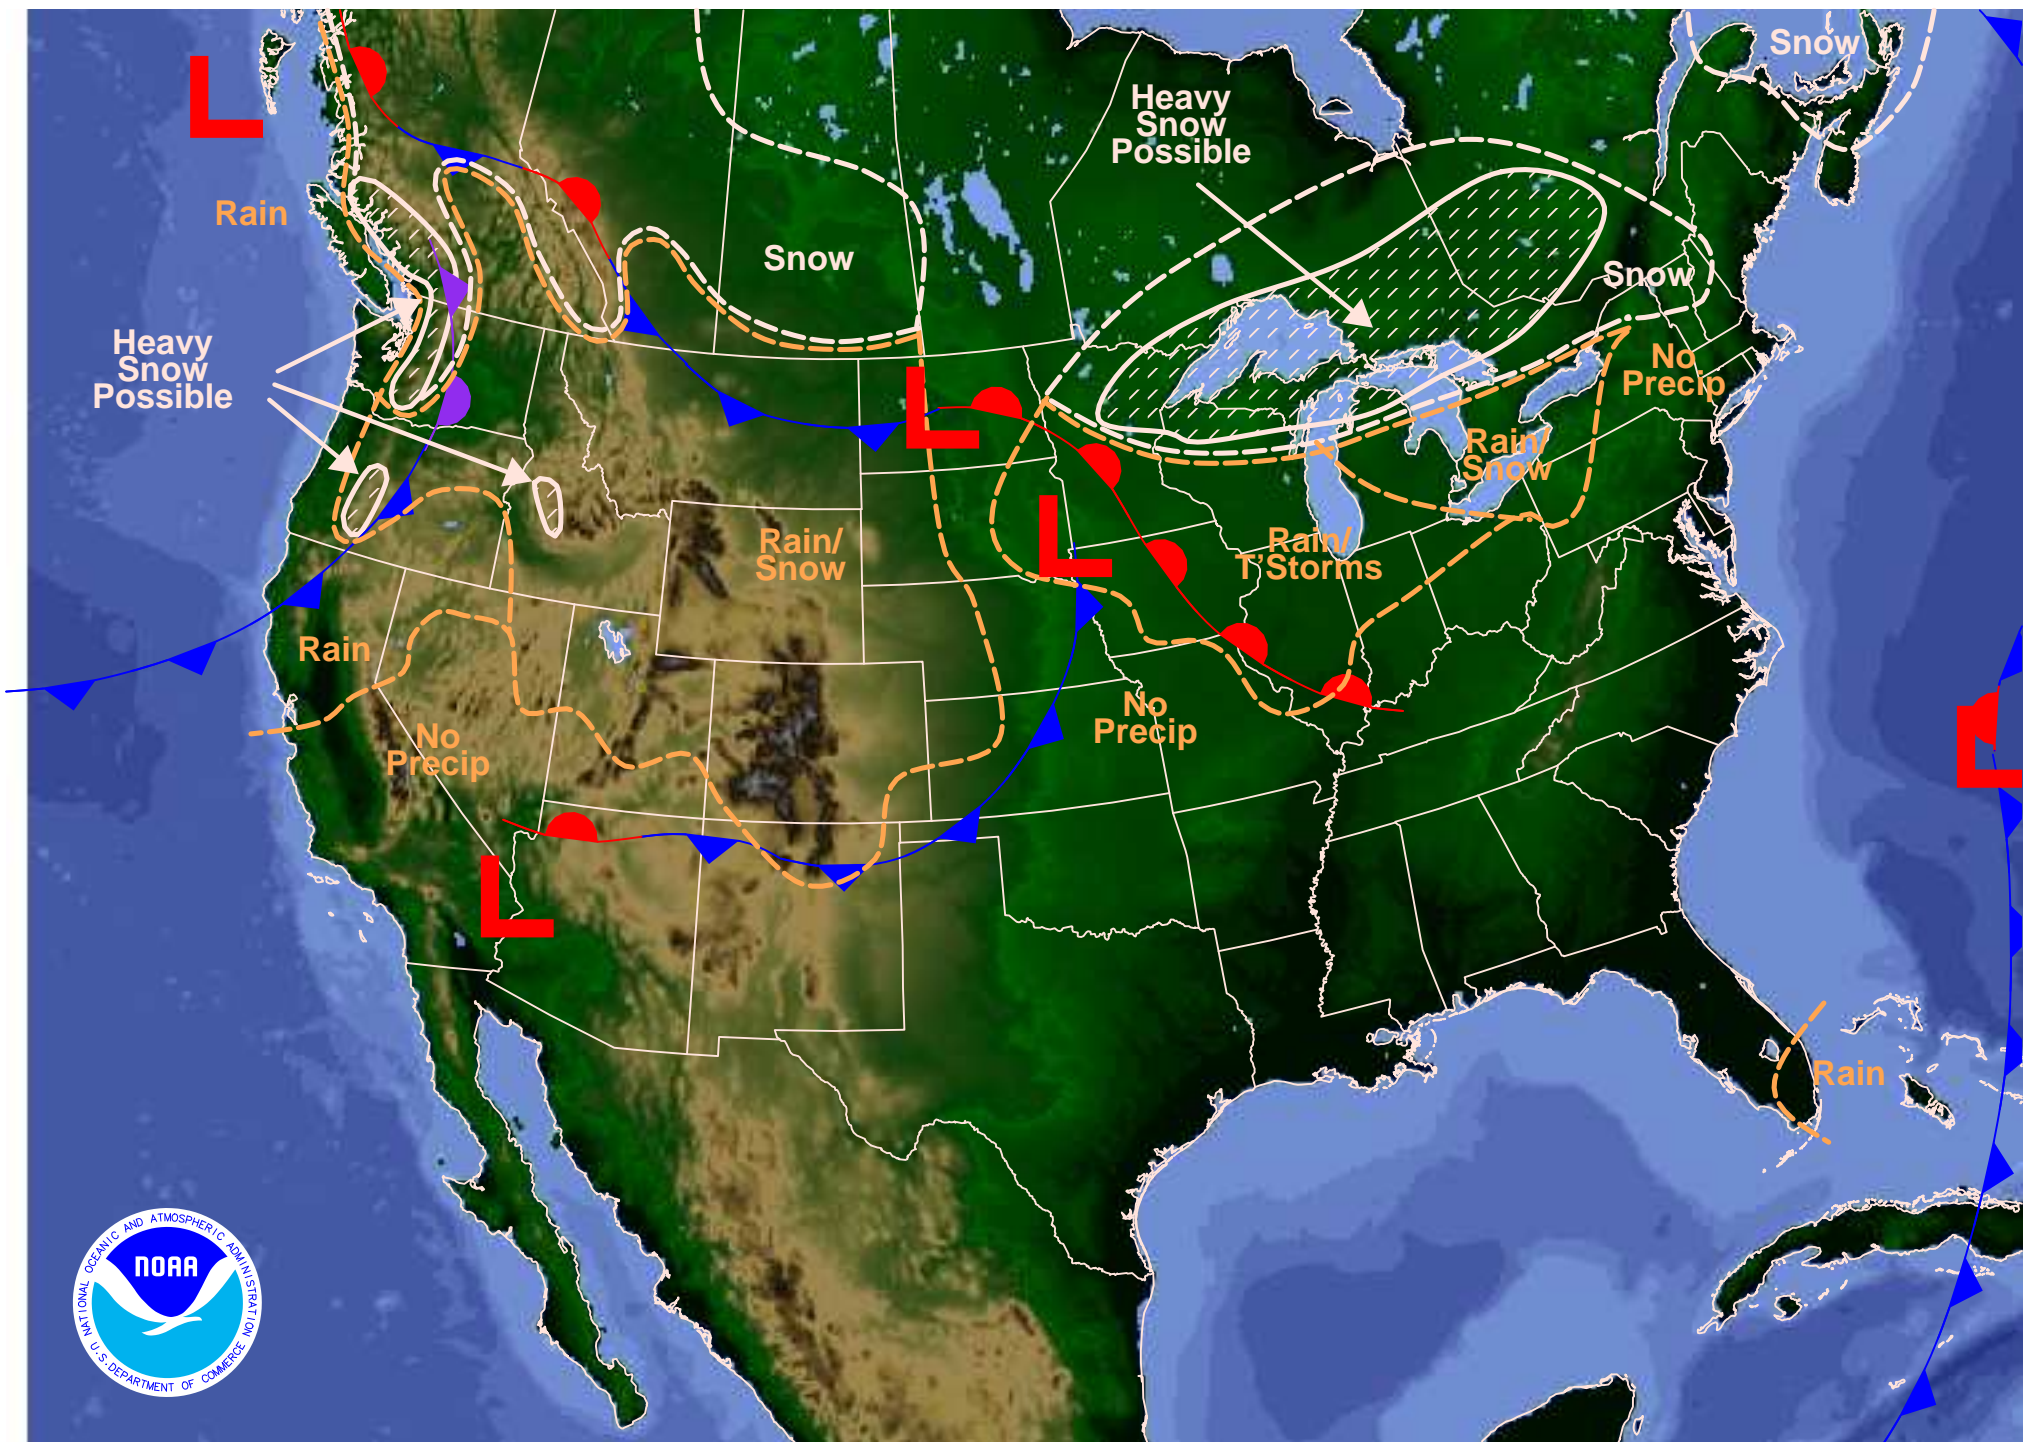 Snow
L
Heavy
Snow
Possible
Rain
Snow
Snow
Heavy
Snow
Possible
No
Precip
L
Rain/
Snow
L
Rain/
Snow
Rain/
T'Storms
Rain
No
Precip
No
Precip
L
L
Rain
NOAA
NATIONAL OCEANIC AND ATMOSPHERIC ADMINISTRATION
U.S. DEPARTMENT OF COMMERCE